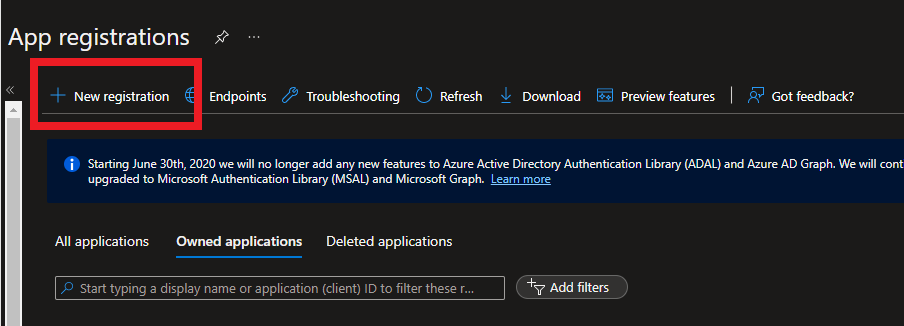 App registrations
New registration Endpoints Troubleshooting Refresh Download Preview features Got feedback?
Starting June 30th, 2020 we will no longer add any new features to Azure Active Directory Authentication Library (ADAL) and Azure AD Graph. We will
upgraded to Microsoft Authentication Library (MSAL) and Microsoft Graph. Learn more
All applications Owned applications Deleted applications
Start typing a display name or application (client) ID to filter these r... Add filters